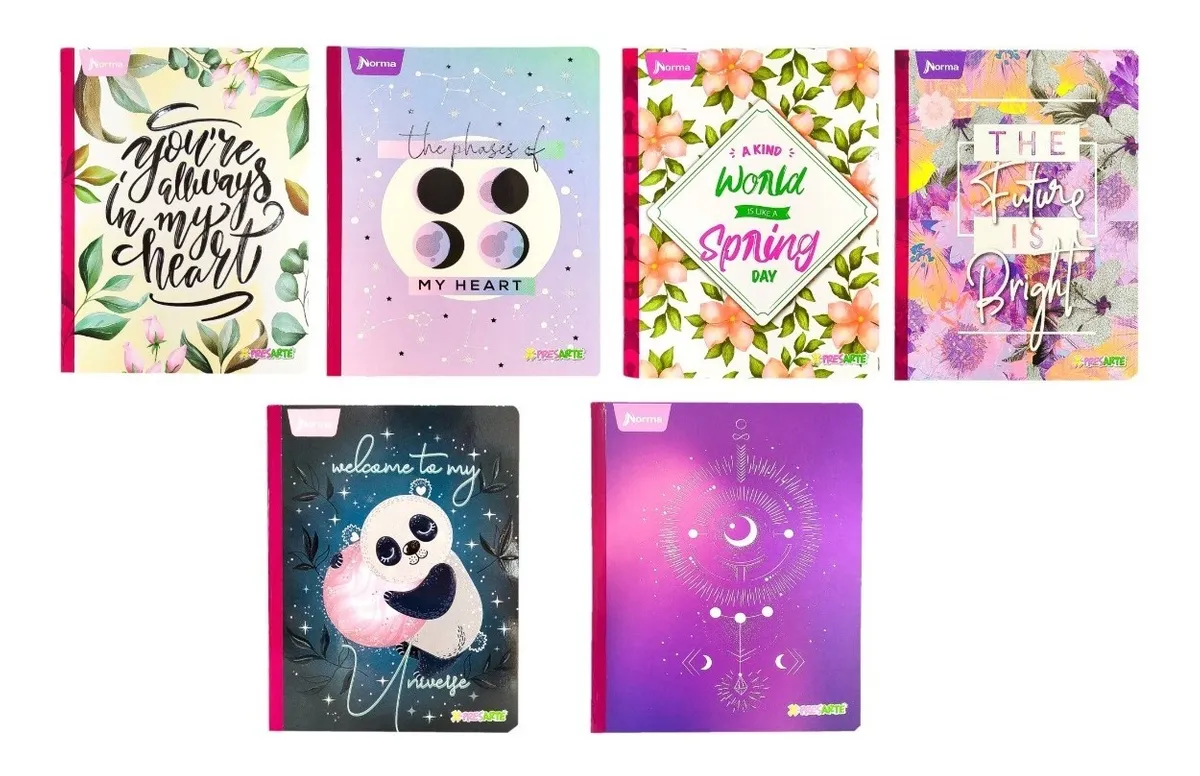 Norma
you're
allways
in my
heart
#PRESARTE
Norma
the phases of
MY HEART
#PRESARTE
Norma
A KIND
World
IS LIKE A
Spring
DAY
#PRESARTE
Norma
THE
Future
IS
Bright
#PRESARTE
Norma
welcome to my
Universe
#PRESARTE
Norma
#PRESARTE